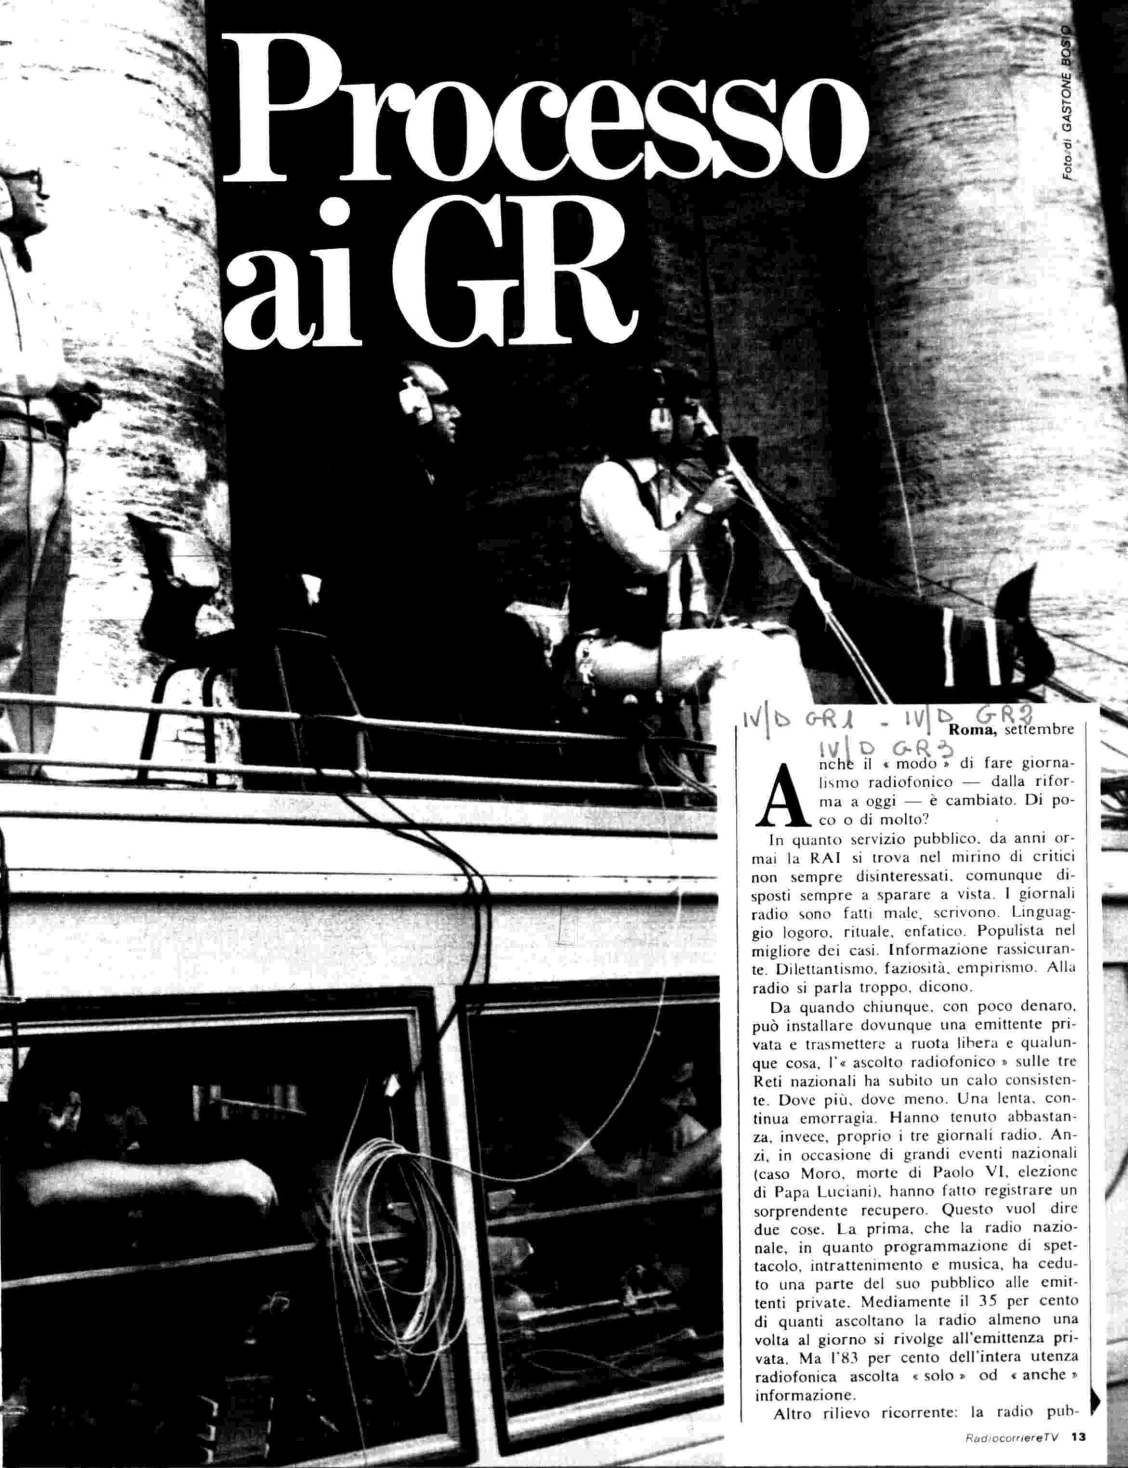 Processo
ai GR
Foto di GASTONE BOSIO
IV/D GR1 - IV/D GR2
IV/D GR3
Roma, settembre
Anche il « modo » di fare giorna-
lismo radiofonico — dalla rifor-
ma a oggi — è cambiato. Di po-
co o di molto?
In quanto servizio pubblico, da anni or-
mai la RAI si trova nel mirino di critici
non sempre disinteressati, comunque di-
sposti sempre a sparare a vista. I giornali
radio sono fatti male, scrivono. Linguag-
gio logoro, rituale, enfatico. Populista nel
migliore dei casi. Informazione rassicuran-
te. Dilettantismo, faziosità, empirismo. Alla
radio si parla troppo, dicono.
Da quando chiunque, con poco denaro,
può installare dovunque una emittente pri-
vata e trasmettere a ruota libera e qualun-
que cosa, l'« ascolto radiofonico » sulle tre
Reti nazionali ha subito un calo consisten-
te. Dove più, dove meno. Una lenta, con-
tinua emorragia. Hanno tenuto abbastan-
za, invece, proprio i tre giornali radio. An-
zi, in occasione di grandi eventi nazionali
(caso Moro, morte di Paolo VI, elezione
di Papa Luciani), hanno fatto registrare un
sorprendente recupero. Questo vuol dire
due cose. La prima, che la radio nazio-
nale, in quanto programmazione di spet-
tacolo, intrattenimento e musica, ha cedu-
to una parte del suo pubblico alle emit-
tenti private. Mediamente il 35 per cento
di quanti ascoltano la radio almeno una
volta al giorno si rivolge all'emittenza pri-
vata. Ma l'83 per cento dell'intera utenza
radiofonica ascolta « solo » od « anche »
informazione.
Altro rilievo ricorrente: la radio pub-
RadiocorriereTV 13